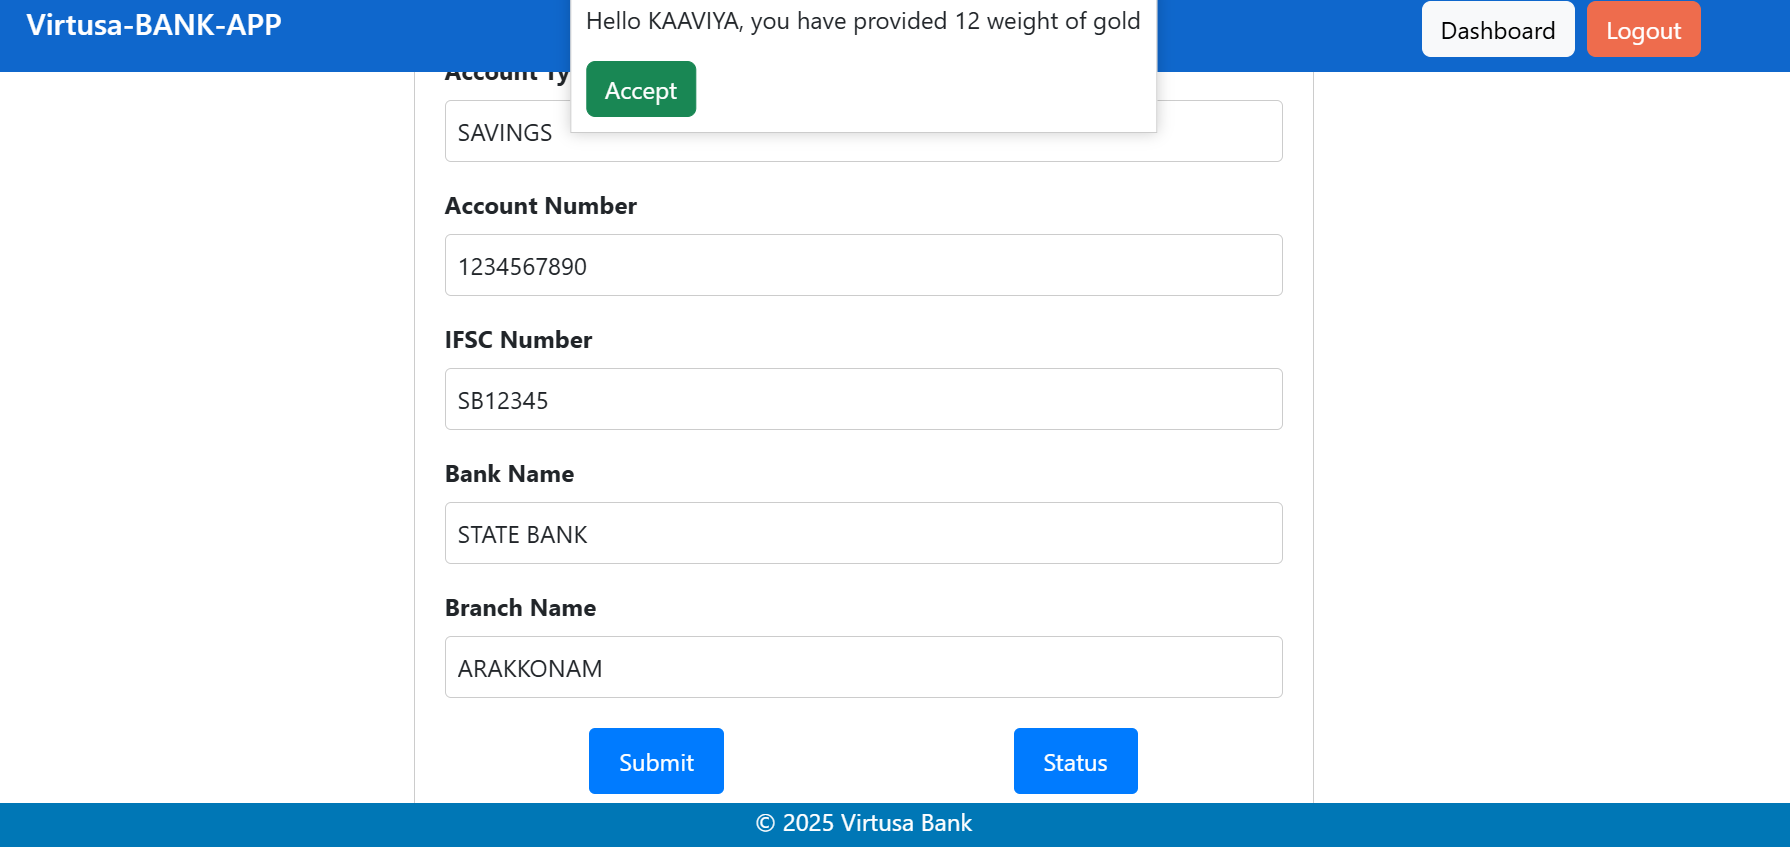 Virtusa-BANK-APP
Hello KAAVIYA, you have provided 12 weight of gold
Dashboard
Logout
Accept
Account Ty
SAVINGS
Account Number
1234567890
IFSC Number
SB12345
Bank Name
STATE BANK
Branch Name
ARAKKONAM
Submit
Status
© 2025 Virtusa Bank